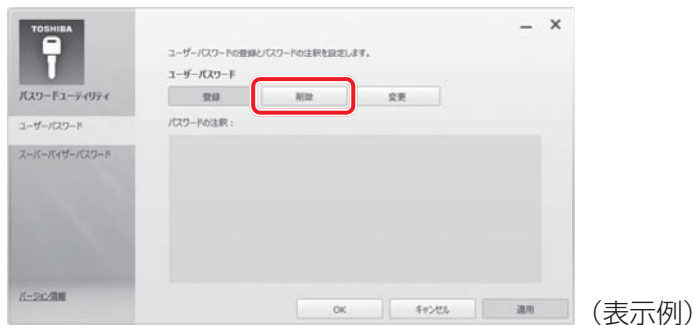 TOSHIBA
パスワードユーティリティ
ユーザーパスワード
スーパーバイザーパスワード
バージョン情報
ユーザーパスワードの登録とパスワードの注釈を設定します。
ユーザーパスワード
登録 削除 変更
パスワードの注釈：
OK キャンセル 適用
（表示例）